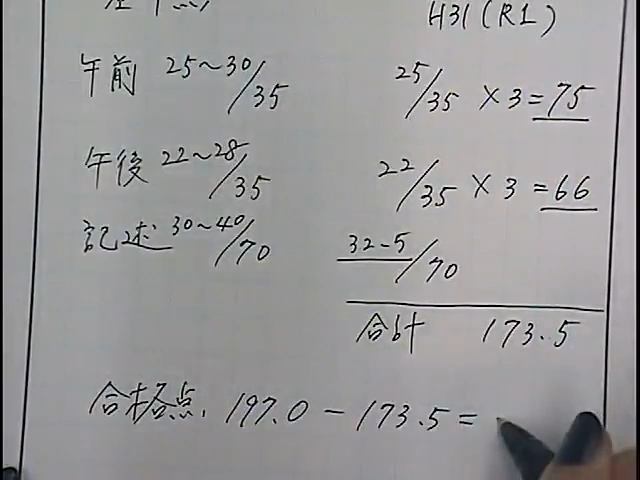 H31(R1)
午前 25~30/35 25/35 ×3=75
午後 22~28/35 22/35 ×3=66
記述 30~40/70 32-5/70
合計 173.5
合格点. 197.0-173.5=